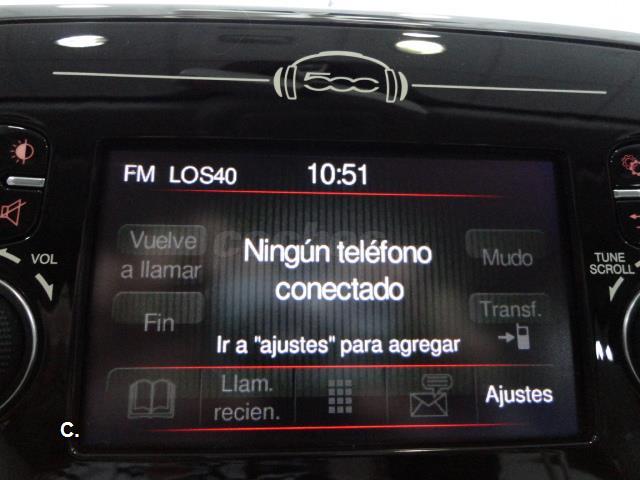 500
FM LOS40 10:51
Vuelve
a llamar
Ningún teléfono
conectado
Mudo
VOL
TUNE
SCROLL
Fin
Transf.
Ir a "ajustes" para agregar
Llam.
recien.
Ajustes
C.